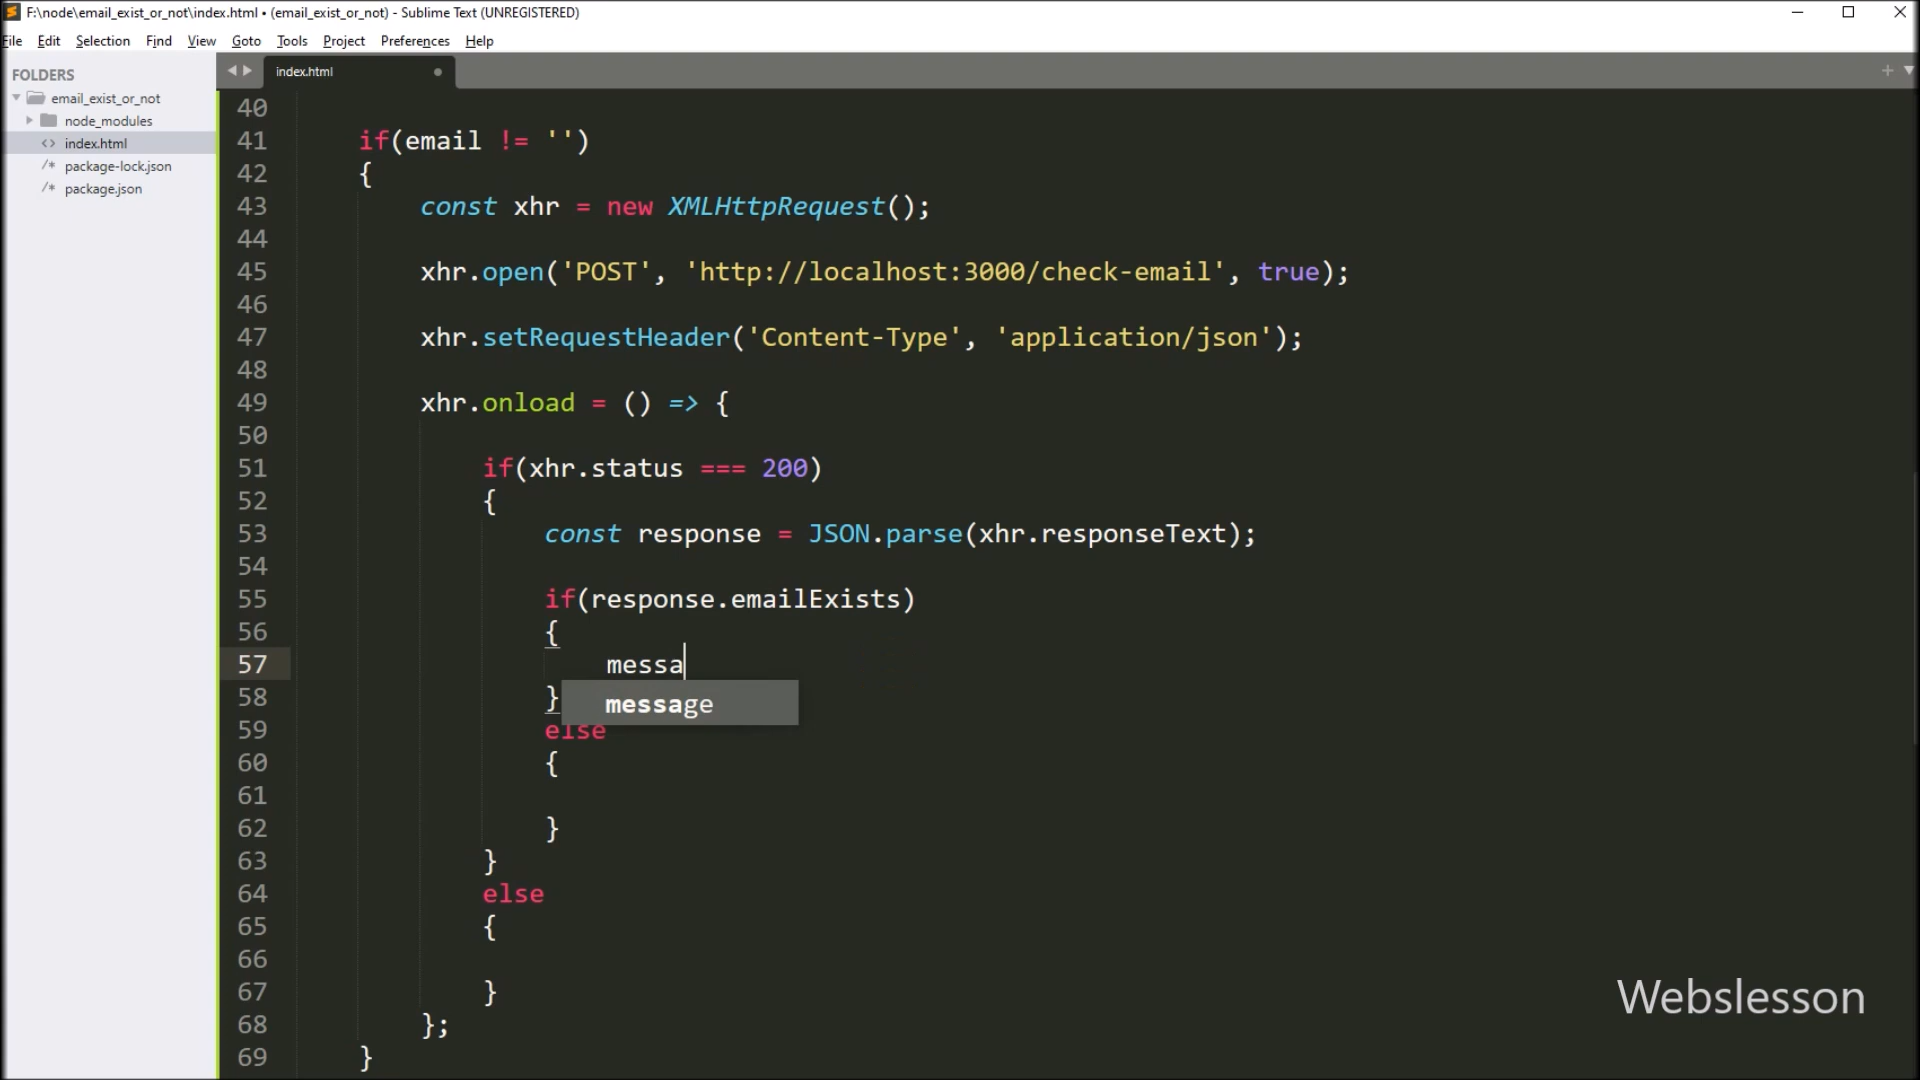 F:\node\email_exist_or_not\index.html • (email_exist_or_not) - Sublime Text (UNREGISTERED)
File Edit Selection Find View Goto Tools Project Preferences Help
FOLDERS
email_exist_or_not
node_modules
index.html
package-lock.json
package.json
index.html
40
41 if(email != '')
42 {
43 const xhr = new XMLHttpRequest();
44
45 xhr.open('POST', 'http://localhost:3000/check-email', true);
46
47 xhr.setRequestHeader('Content-Type', 'application/json');
48
49 xhr.onload = () => {
50
51 if(xhr.status === 200)
52 {
53 const response = JSON.parse(xhr.responseText);
54
55 if(response.emailExists)
56 {
57 messa
58 }
message
59 else
60 {
61
62 }
63 }
64 else
65 {
66
67 }
68 };
69 }
Webslesson